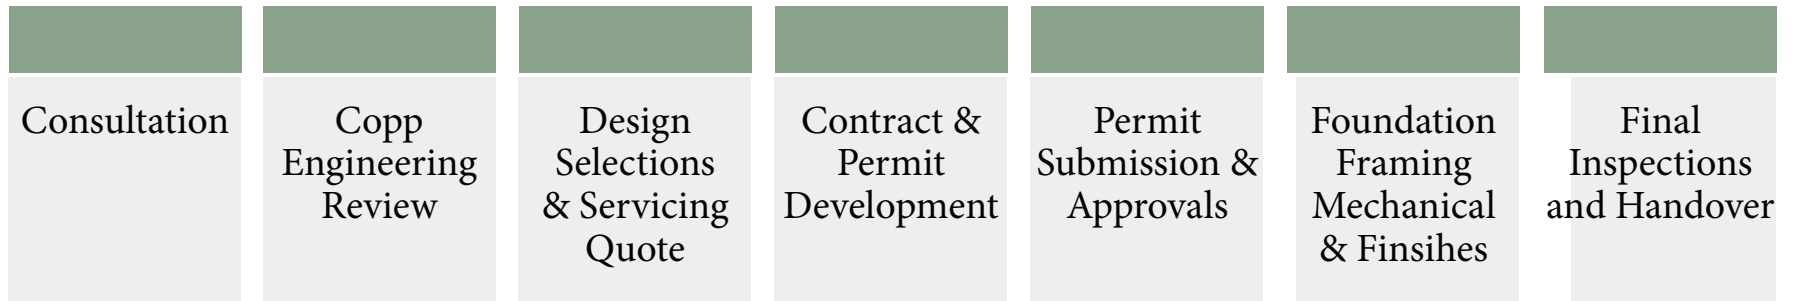 Consultation
Copp
Engineering
Review
Design
Selections
& Servicing
Quote
Contract &
Permit
Development
Permit
Submission &
Approvals
Foundation
Framing
Mechanical
& Finsihes
Final
Inspections
and Handover